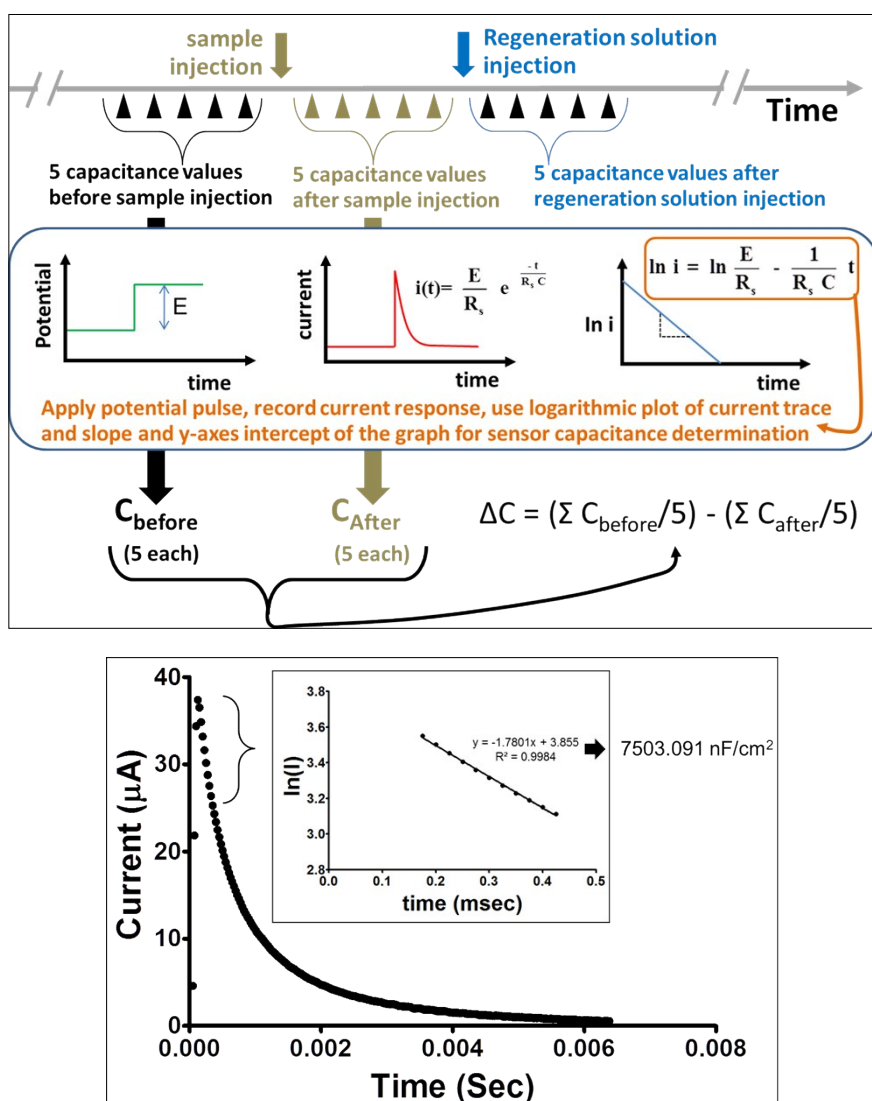 sample
injection
Regeneration solution
injection
Time
5 capacitance values
before sample injection
5 capacitance values
after sample injection
5 capacitance values after
regeneration solution injection
Potential
E
time
current
i(t)= E/Rs e -t/Rs C
time
ln i
ln i = ln E/Rs - 1/Rs C t
time
Apply potential pulse, record current response, use logarithmic plot of current trace
and slope and y-axes intercept of the graph for sensor capacitance determination
Cbefore
(5 each)
CAfter
(5 each)
ΔC = (Σ Cbefore/5) - (Σ Cafter/5)
Current (µA)
40
30
20
10
0
0.000
0.002
0.004
0.006
0.008
Time (Sec)
ln(I)
3.8
3.6
3.4
3.2
3.0
2.8
0.0
0.1
0.2
0.3
0.4
0.5
time (msec)
y = -1.7801x + 3.855
R² = 0.9984
7503.091 nF/cm²